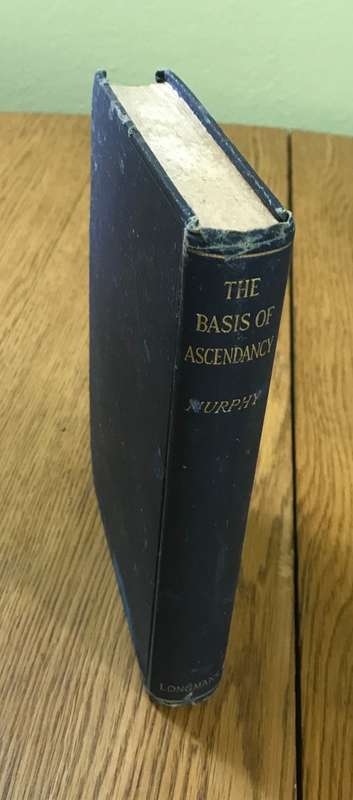 THE
BASIS OF
ASCENDANCY
MURPHY
LONGMANS